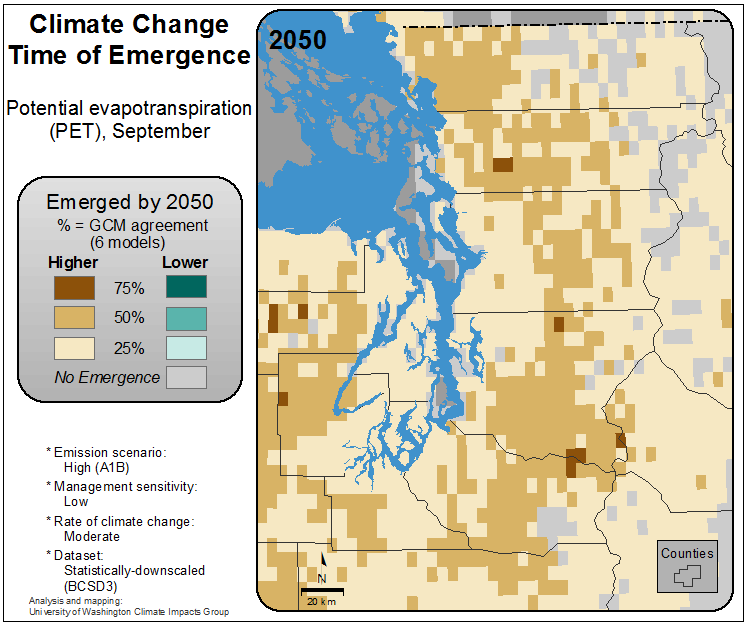 Climate Change
Time of Emergence
Potential evapotranspiration
(PET), September
Emerged by 2050
% = GCM agreement
(6 models)
Higher Lower
75%
50%
25%
No Emergence
* Emission scenario:
High (A1B)
* Management sensitivity:
Low
* Rate of climate change:
Moderate
* Dataset:
Statistically-downscaled
(BCSD3)
Analysis and mapping:
University of Washington Climate Impacts Group
2050
N
20 km
Counties